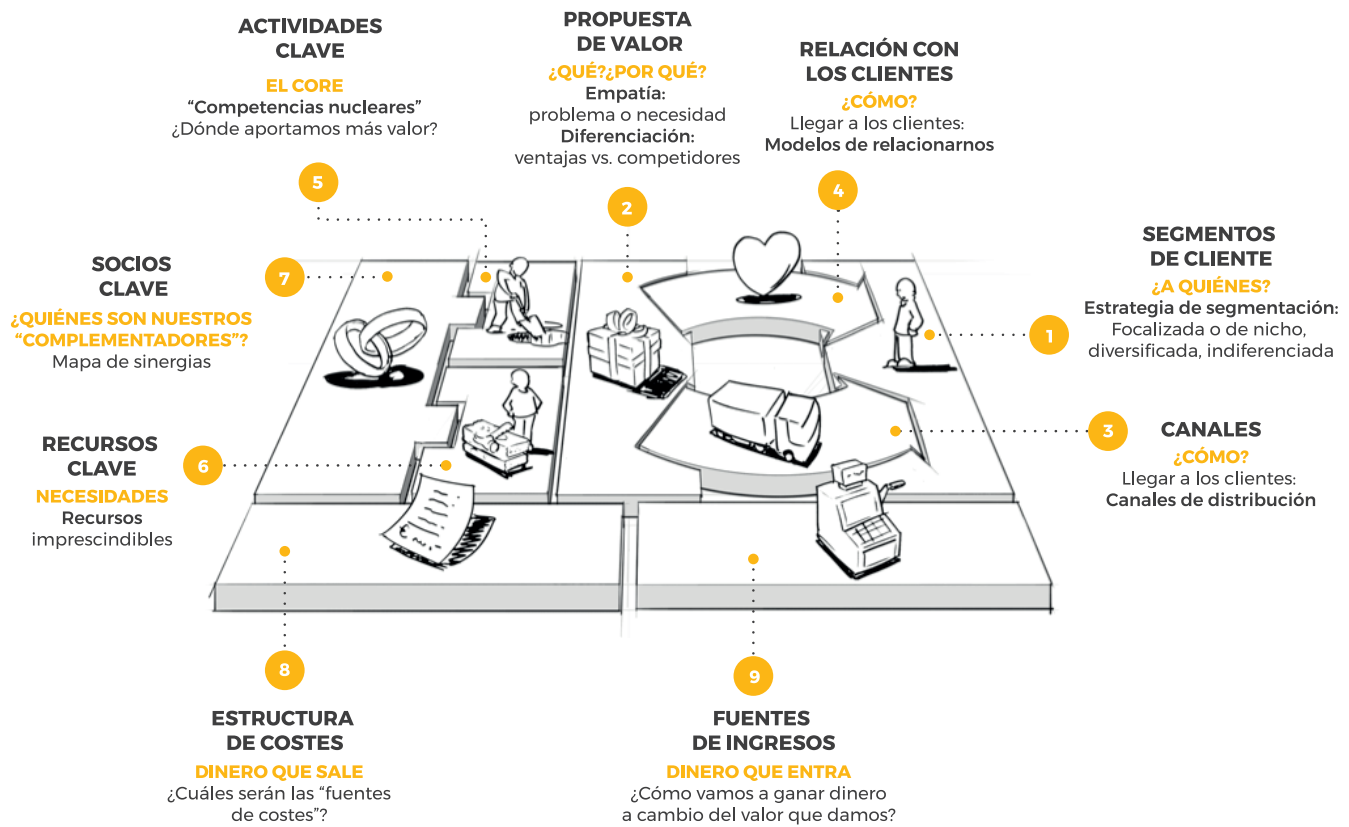 ACTIVIDADES
CLAVE
EL CORE
“Competencias nucleares”
¿Dónde aportamos más valor?
5
PROPUESTA
DE VALOR
¿QUÉ?¿POR QUÉ?
Empatía:
problema o necesidad
Diferenciación:
ventajas vs. competidores
2
RELACIÓN CON
LOS CLIENTES
¿CÓMO?
Llegar a los clientes:
Modelos de relacionarnos
4
SOCIOS
CLAVE
¿QUIÉNES SON NUESTROS
“COMPLEMENTADORES”?
Mapa de sinergias
7
SEGMENTOS
DE CLIENTE
¿A QUIÉNES?
Estrategia de segmentación:
Focalizada o de nicho,
diversificada, indiferenciada
1
RECURSOS
CLAVE
NECESIDADES
Recursos
imprescindibles
6
CANALES
¿CÓMO?
Llegar a los clientes:
Canales de distribución
3
€
8
ESTRUCTURA
DE COSTES
DINERO QUE SALE
¿Cuáles serán las “fuentes
de costes”?
9
FUENTES
DE INGRESOS
DINERO QUE ENTRA
¿Cómo vamos a ganar dinero
a cambio del valor que damos?